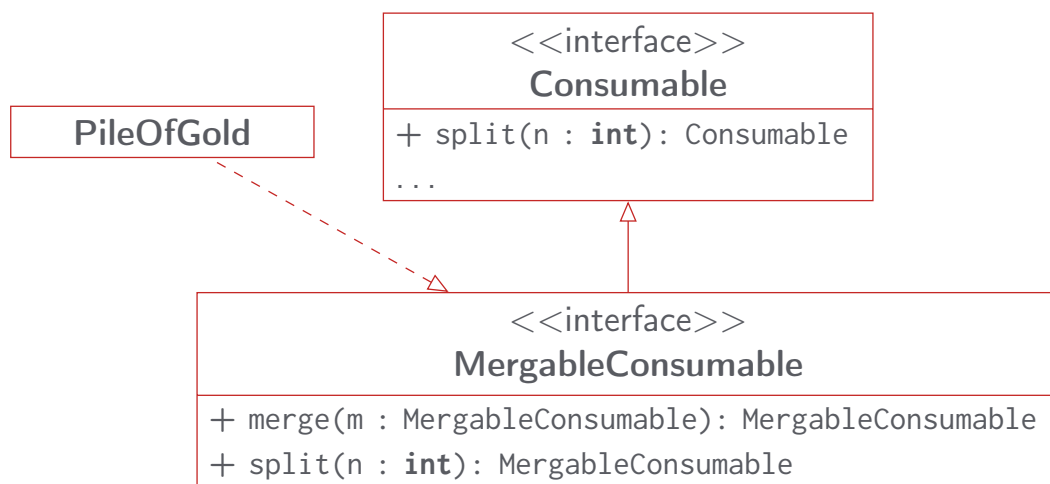 <<interface>>
Consumable
+ split(n : int): Consumable
...
PileOfGold
<<interface>>
MergableConsumable
+ merge(m : MergableConsumable): MergableConsumable
+ split(n : int): MergableConsumable